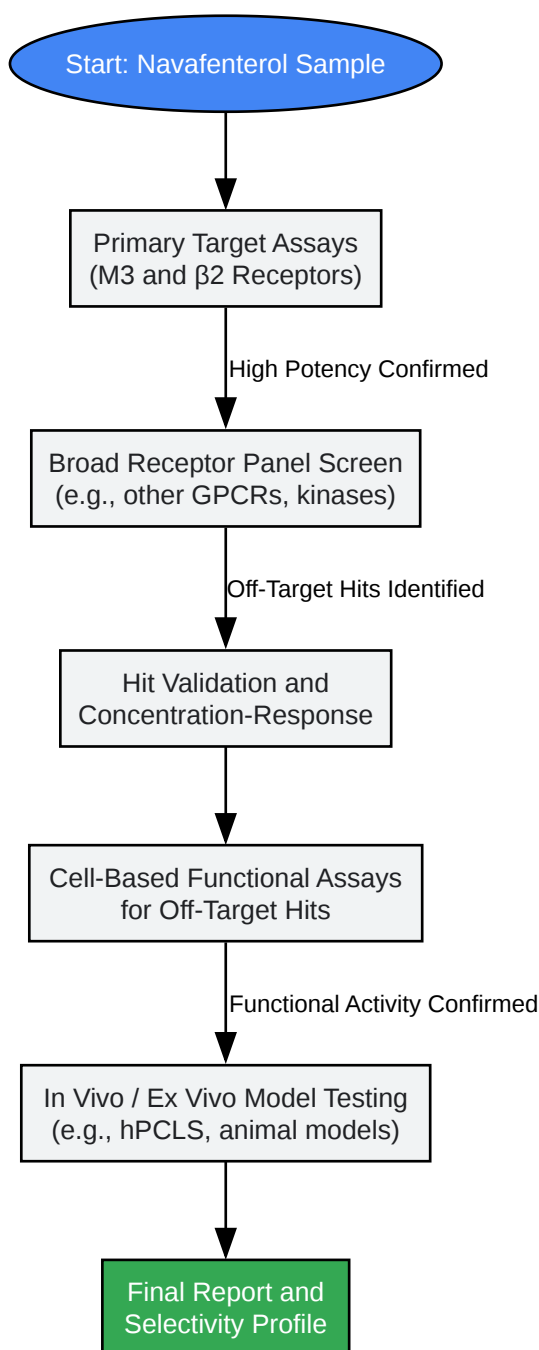 Start: Navafenterol Sample
Primary Target Assays
(M3 and β2 Receptors)
High Potency Confirmed
Broad Receptor Panel Screen
(e.g., other GPCRs, kinases)
Off-Target Hits Identified
Hit Validation and
Concentration-Response
Cell-Based Functional Assays
for Off-Target Hits
Functional Activity Confirmed
In Vivo / Ex Vivo Model Testing
(e.g., hPCLS, animal models)
Final Report and
Selectivity Profile